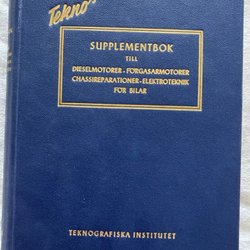 Tekno
SUPPLEMENTBOK
TILL
DIESELMOTORER - FÖRGASARMOTORER
CHASSIREPARATIONER - ELEKTROTEKNIK
FÖR BILAR
TEKNOGRAFISKA INSTITUTET